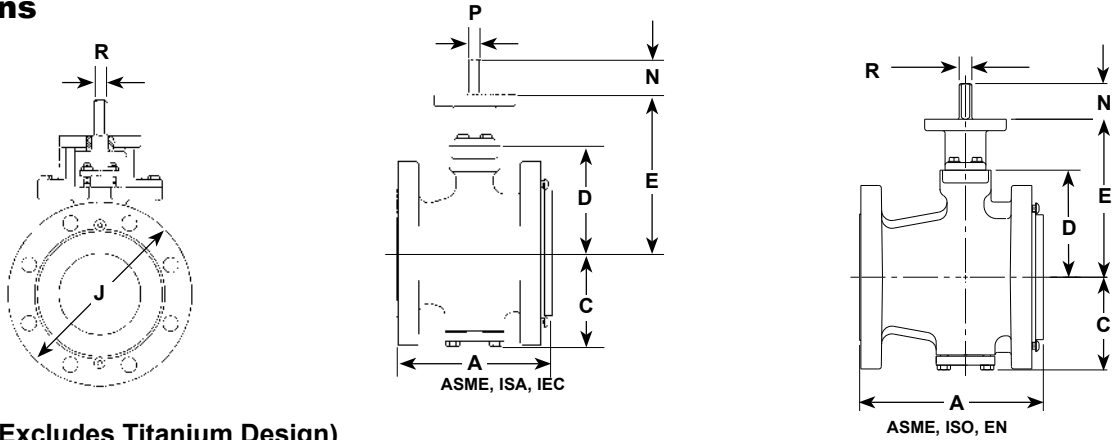 ns
R
J
P
N
E
D
C
A
ASME, ISA, IEC
R
N
E
D
C
A
ASME, ISO, EN
Excludes Titanium Design)